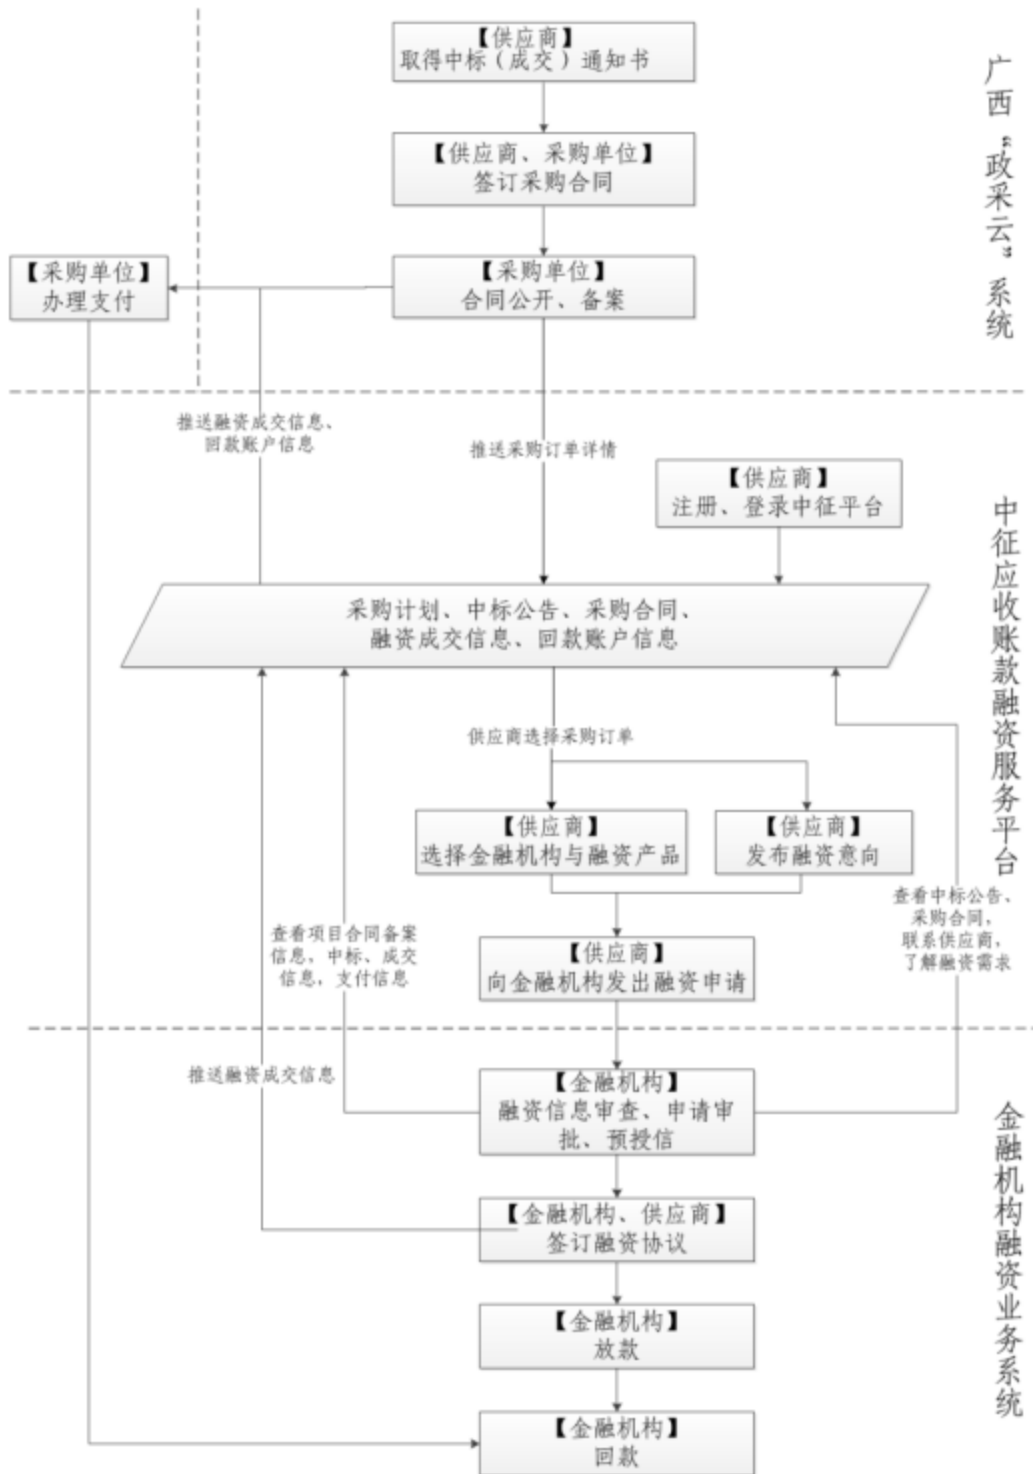 【供应商】
取得中标（成交）通知书
【供应商、采购单位】
签订采购合同
【采购单位】
办理支付
【采购单位】
合同公开、备案
广西“政采云”系统
推送融资成交信息、
回款账户信息
推送采购订单详情
【供应商】
注册、登录中征平台
采购计划、中标公告、采购合同、
融资成交信息、回款账户信息
中征应收账款融资服务平台
供应商选择采购订单
【供应商】
选择金融机构与融资产品
【供应商】
发布融资意向
查看中标公告、
采购合同，
联系供应商，
了解融资需求
查看项目合同备案
信息，中标、成交
信息，支付信息
【供应商】
向金融机构发出融资申请
推送融资成交信息
【金融机构】
融资信息审查、申请审
批、预授信
【金融机构、供应商】
签订融资协议
【金融机构】
放款
【金融机构】
回款
金融机构融资业务系统